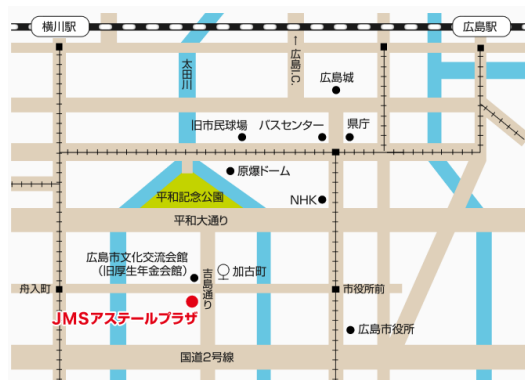 横川駅
広島駅
太田川
←広島I.C.
広島城
旧市民球場
バスセンター
県庁
原爆ドーム
平和記念公園
NHK
平和大通り
広島市文化交流会館
(旧厚生年金会館)
吉島通り
加古町
舟入町
市役所前
JMSアステールプラザ
広島市役所
国道2号線